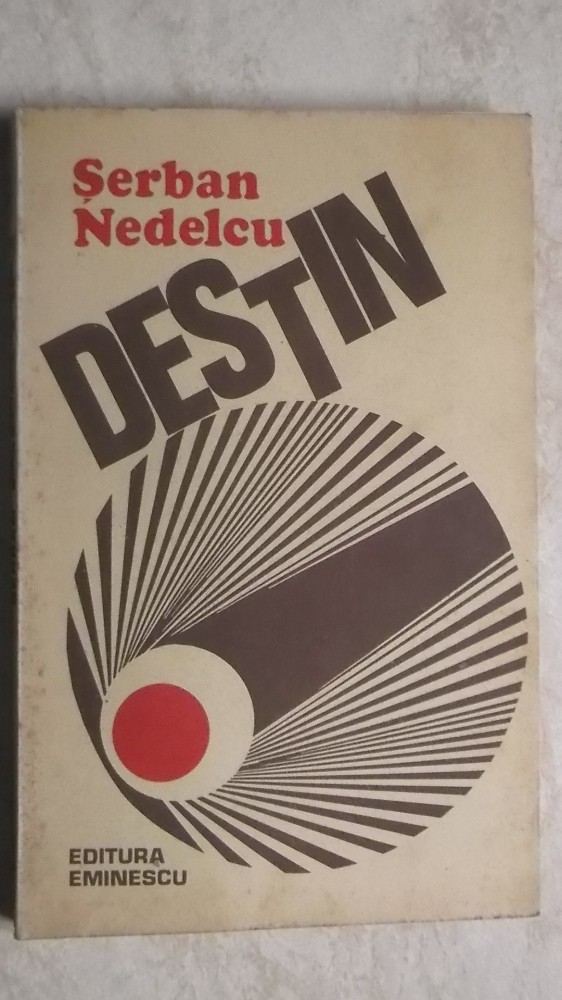 Șerban
Nedelcu
DESTIN
EDITURA
EMINESCU